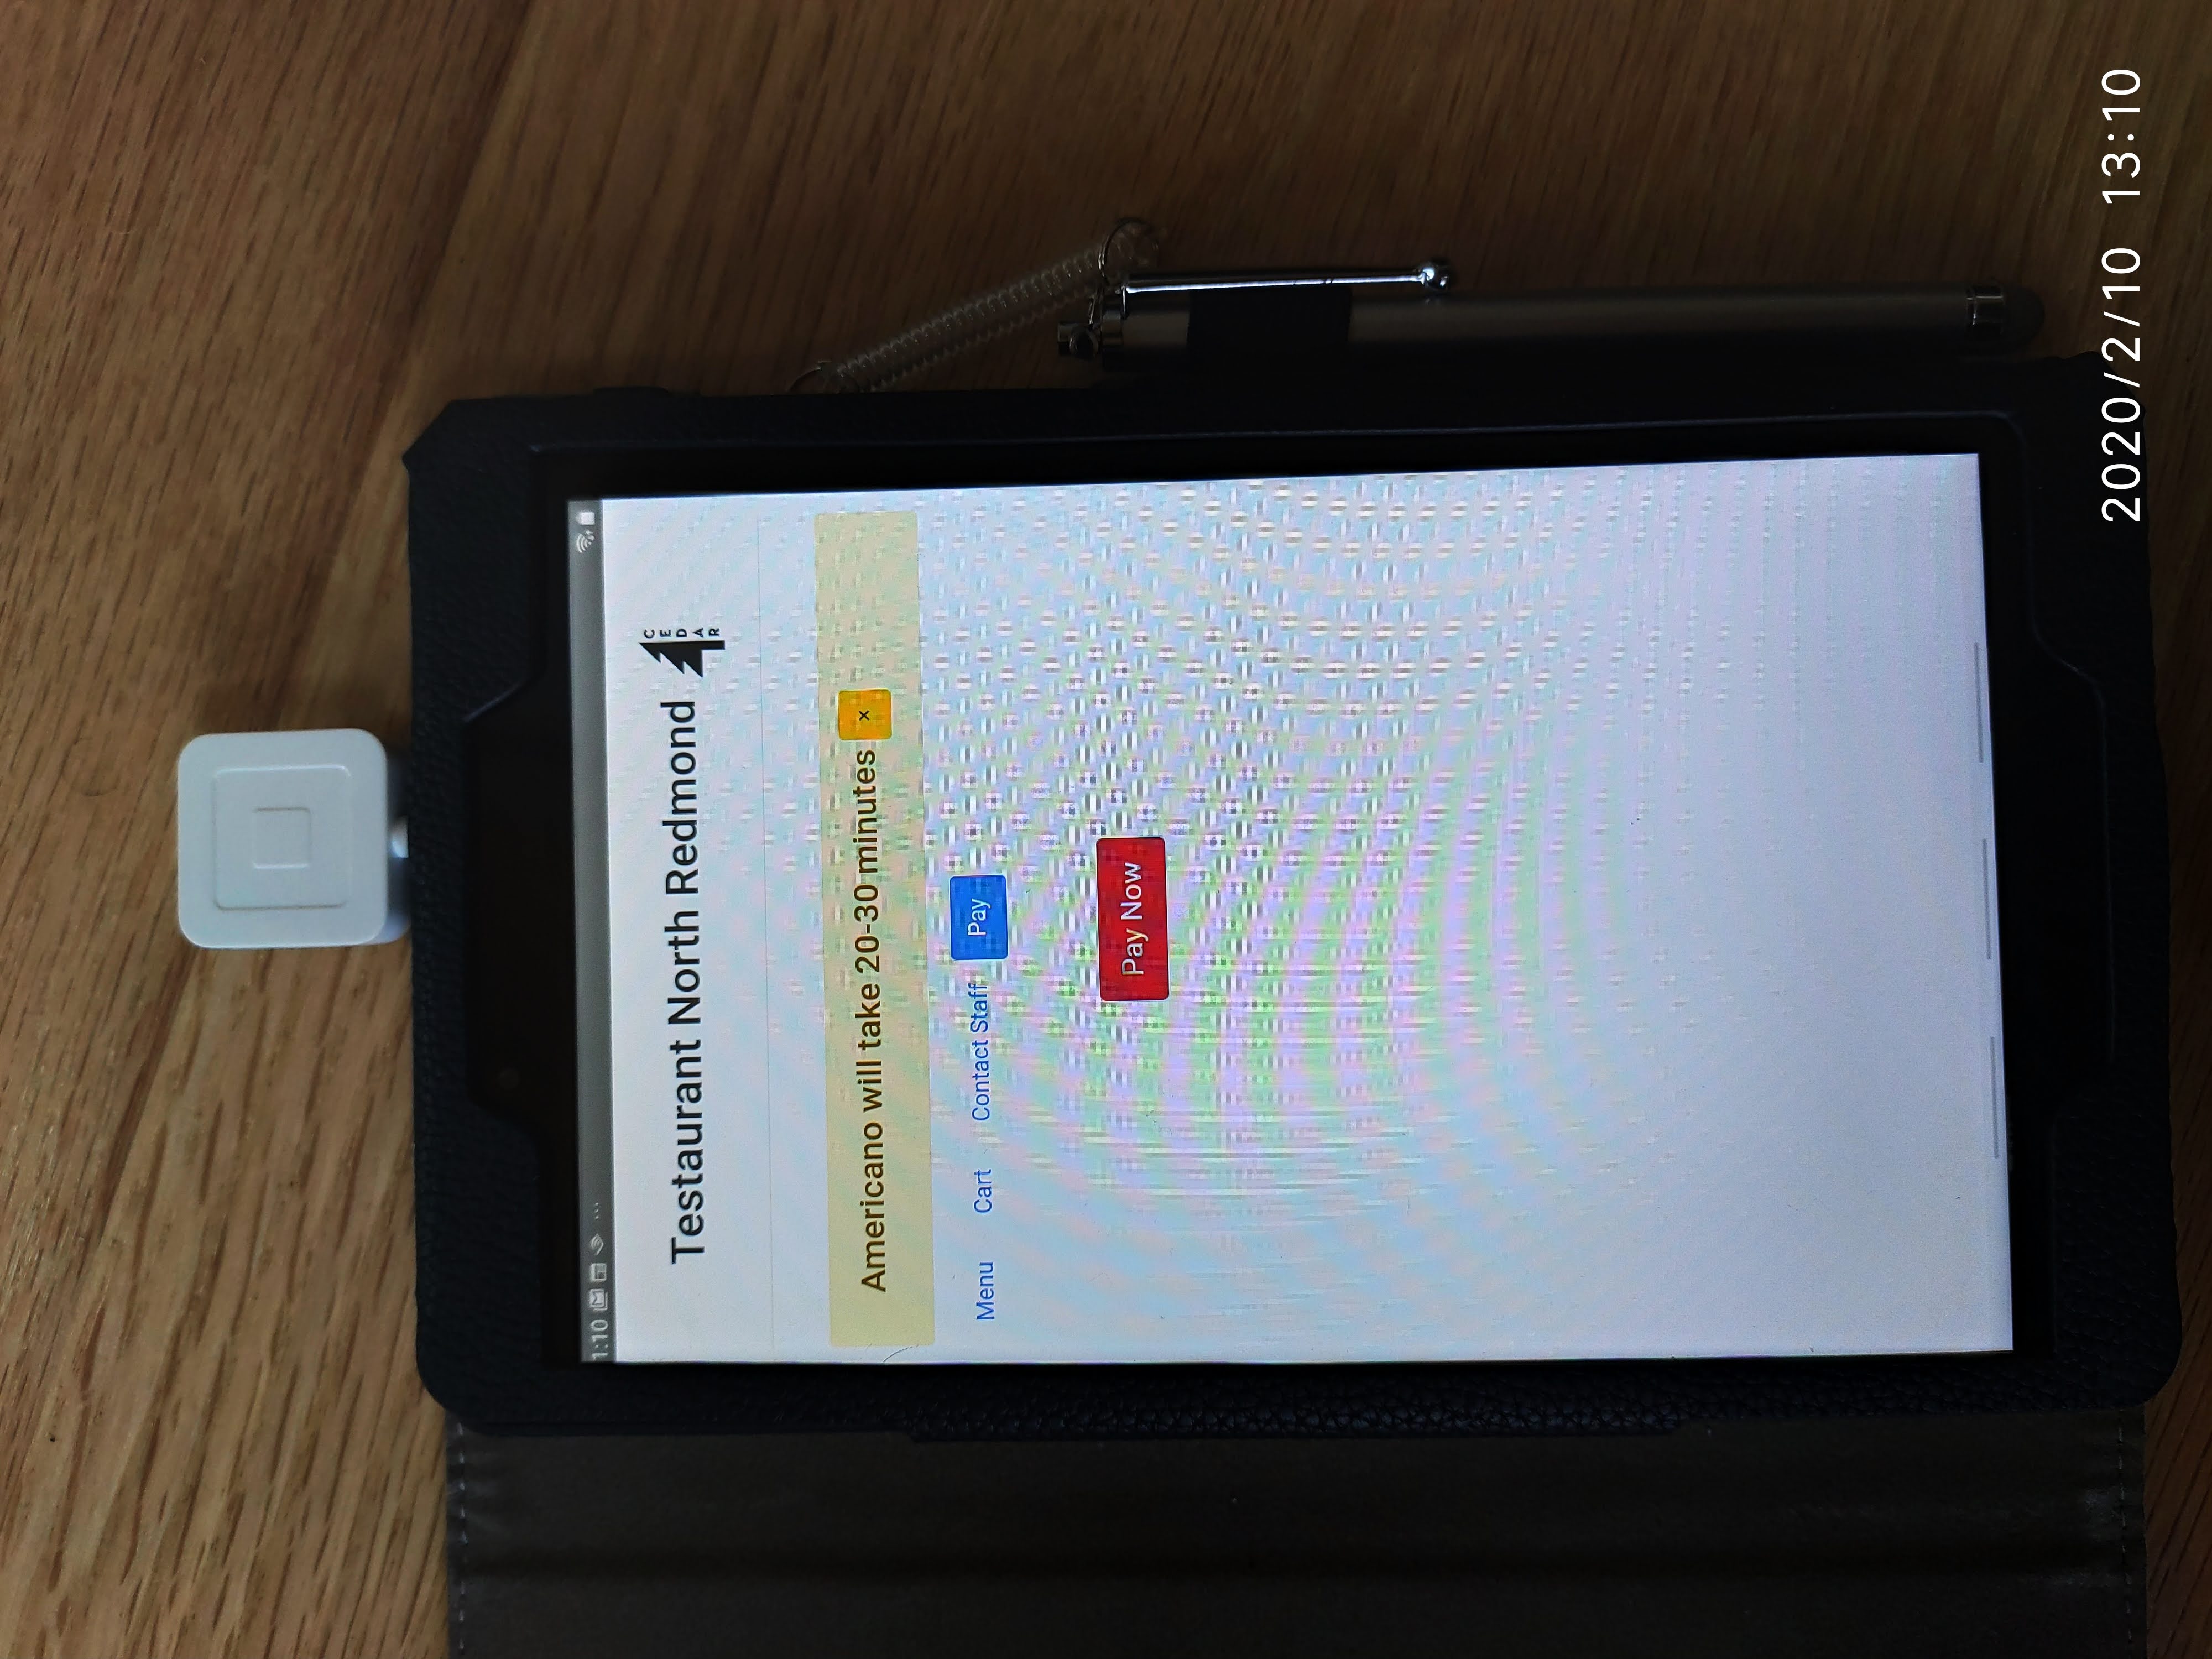 1:10
Testaurant North Redmond
CEDAR
Americano will take 20-30 minutes ×
Menu Cart Contact Staff Pay
Pay Now
2020/2/10 13:10